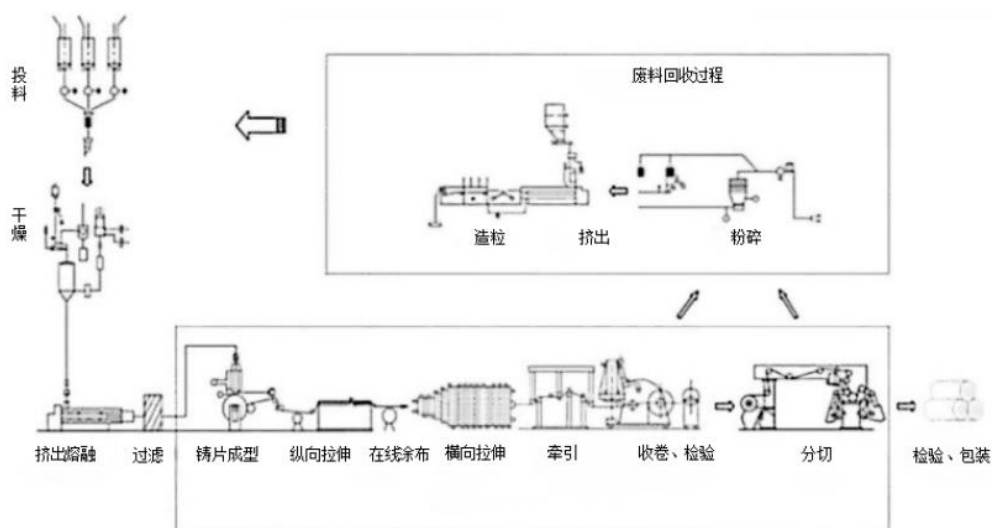 投料
废料回收过程
干燥
造粒
挤出
粉碎
挤出熔融
过滤
铸片成型
纵向拉伸
在线涂布
横向拉伸
牵引
收卷、检验
分切
检验、包装